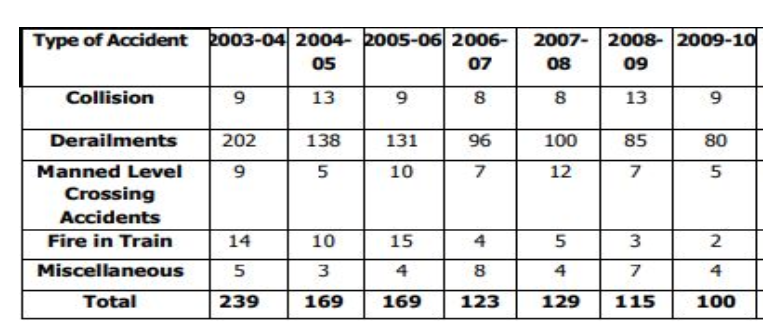 Type of Accident 2003-04 2004-05 2005-06 2006-07 2007-08 2008-09 2009-10
Collision 9 13 9 8 8 13 9
Derailments 202 138 131 96 100 85 80
Manned Level Crossing Accidents 9 5 10 7 12 7 5
Fire in Train 14 10 15 4 5 3 2
Miscellaneous 5 3 4 8 4 7 4
Total 239 169 169 123 129 115 100